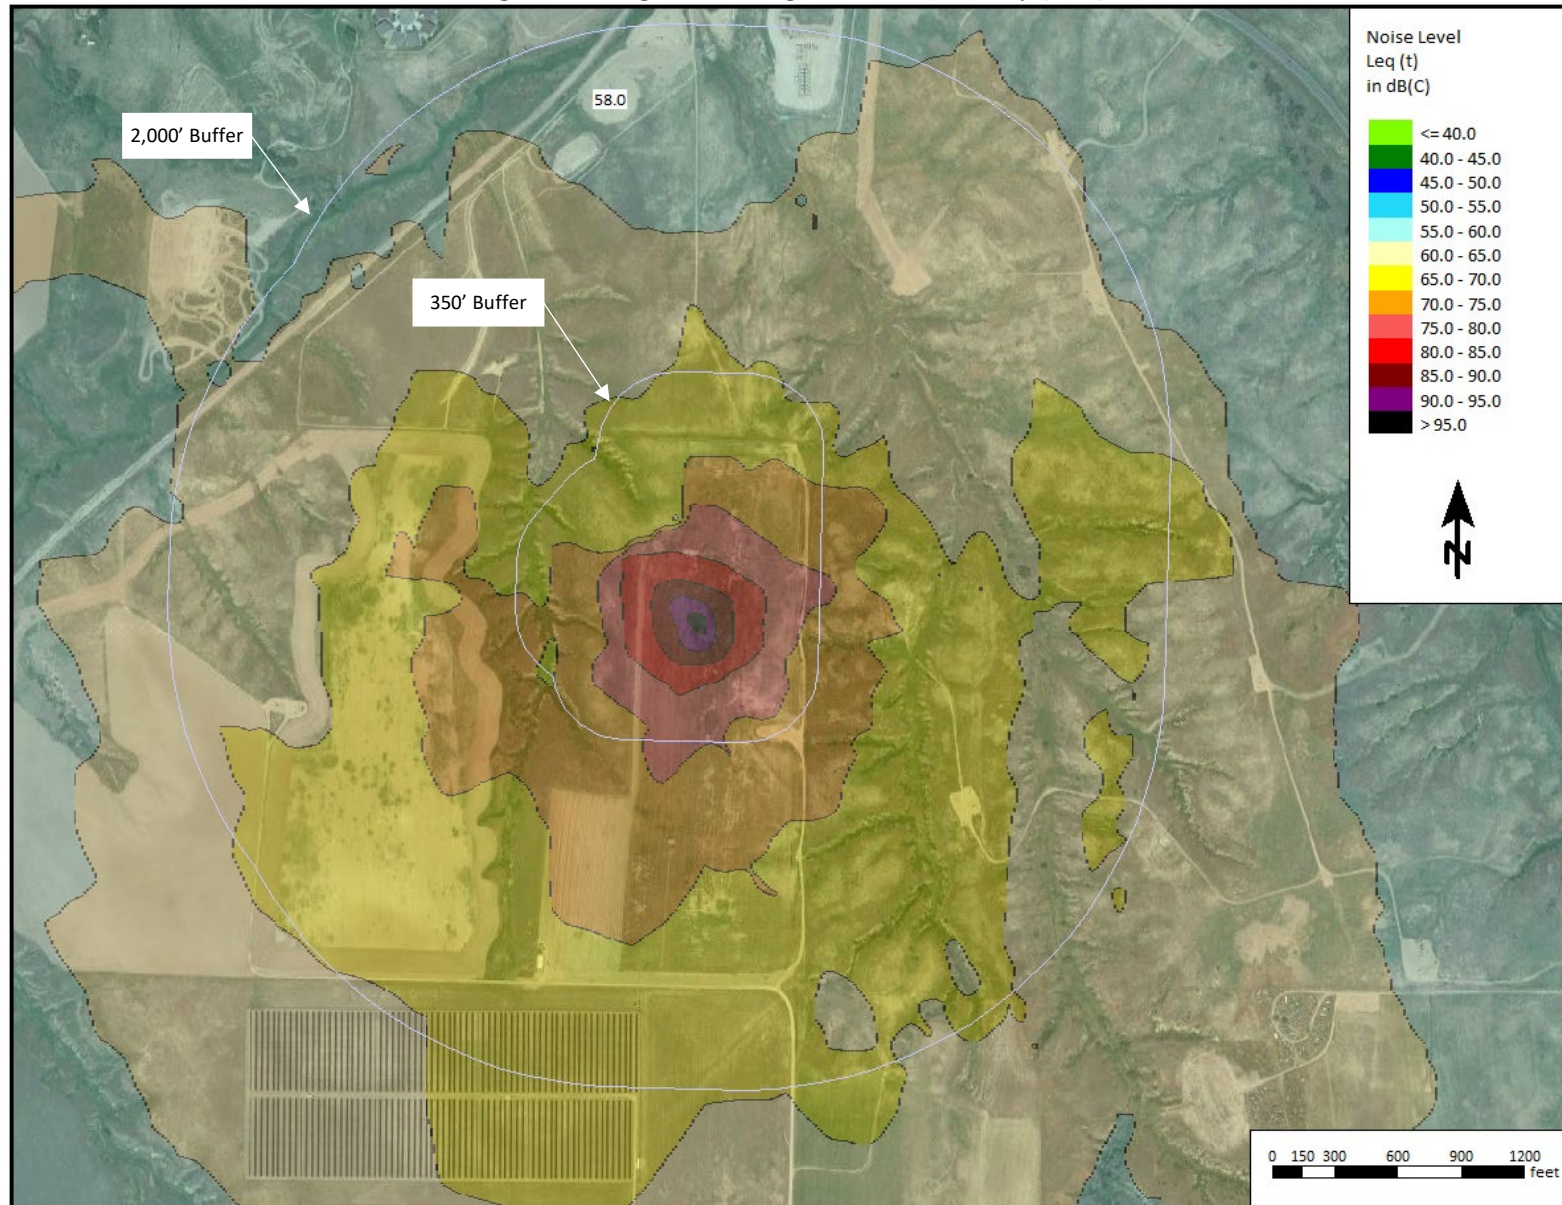 58.0
2,000’ Buffer
350’ Buffer
Noise Level
Leq (t)
in dB(C)
<= 40.0
40.0 - 45.0
45.0 - 50.0
50.0 - 55.0
55.0 - 60.0
60.0 - 65.0
65.0 - 70.0
70.0 - 75.0
75.0 - 80.0
80.0 - 85.0
85.0 - 90.0
90.0 - 95.0
> 95.0
N
0 150 300 600 900 1200
feet